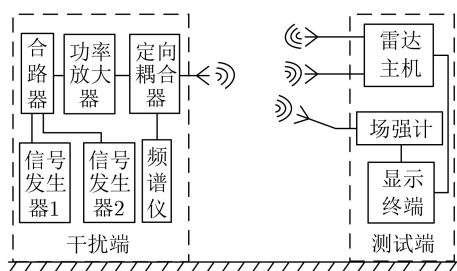 合
路
器
功率
放大
器
定向
耦合
器
信号
发生
器1
信号
发生
器2
频
谱
仪
干扰端
雷达
主机
场强计
显示
终端
测试端